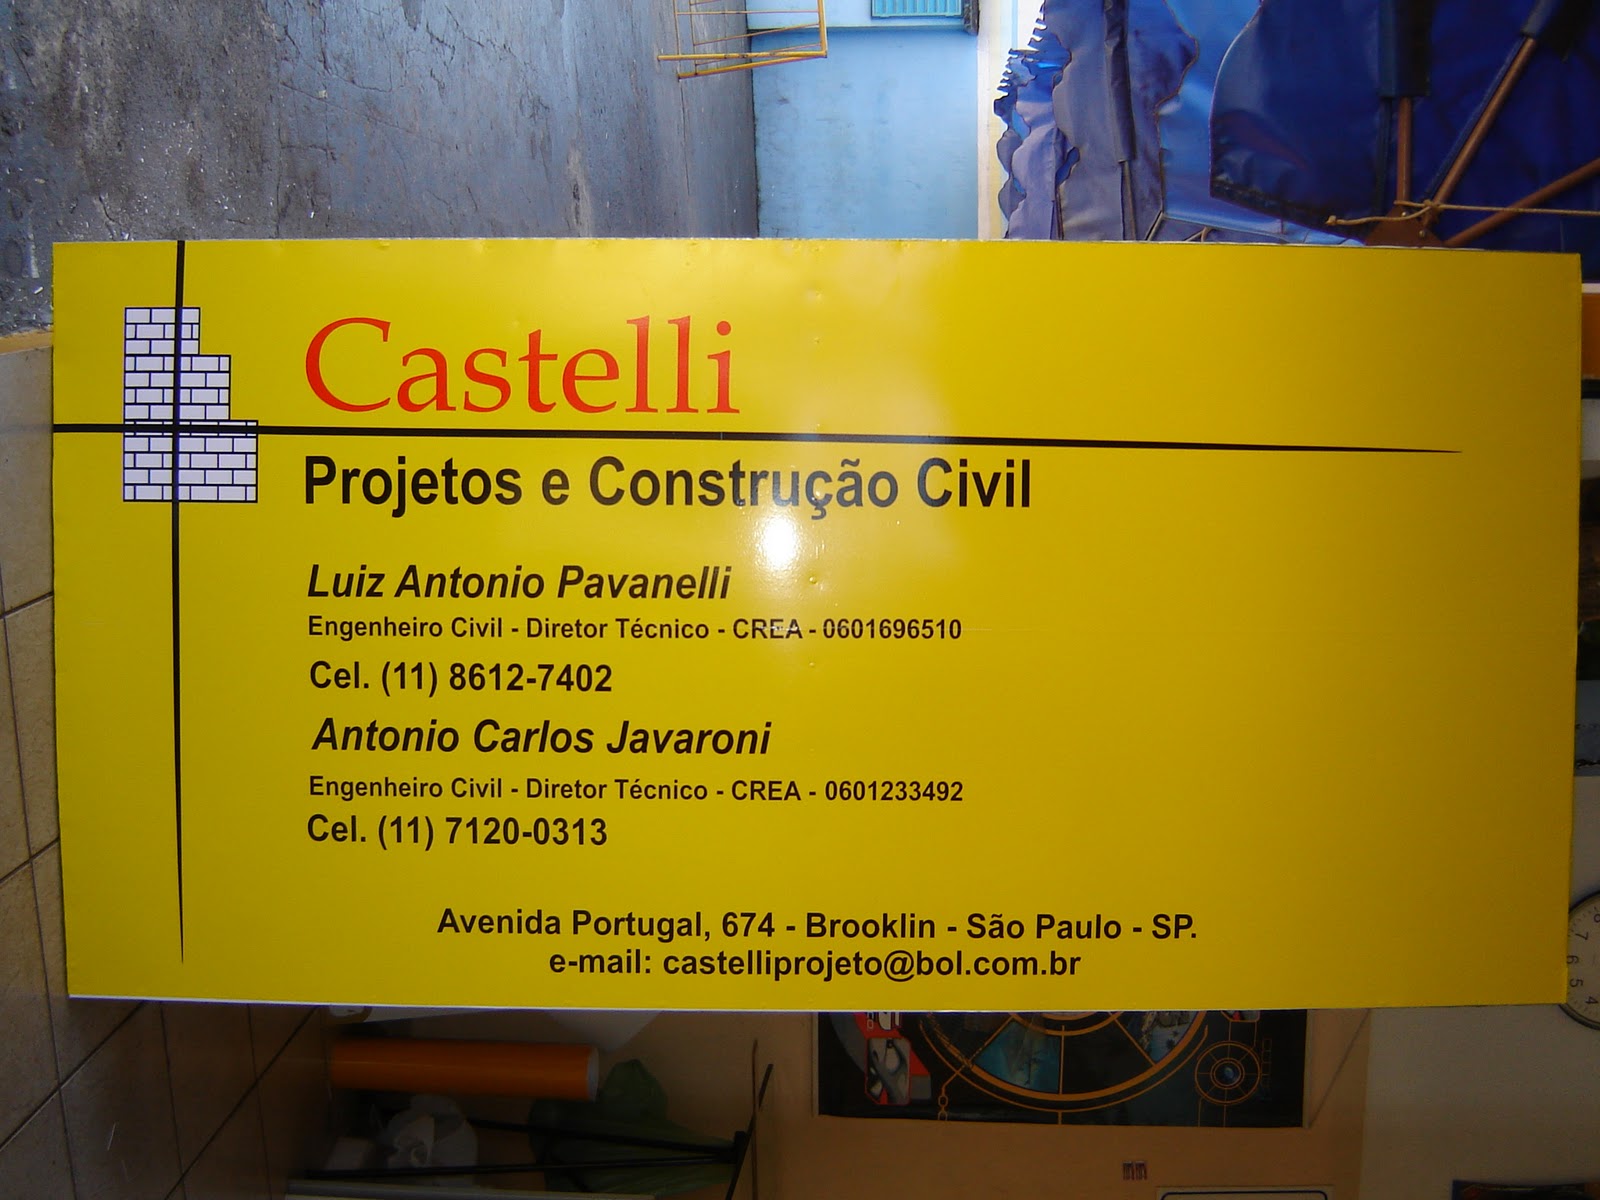 Castelli
Projetos e Construção Civil
Luiz Antonio Pavanelli
Engenheiro Civil - Diretor Técnico - CREA - 0601696510
Cel. (11) 8612-7402
Antonio Carlos Javaroni
Engenheiro Civil - Diretor Técnico - CREA - 0601233492
Cel. (11) 7120-0313
Avenida Portugal, 674 - Brooklin - São Paulo - SP.
e-mail: castelliprojeto@bol.com.br